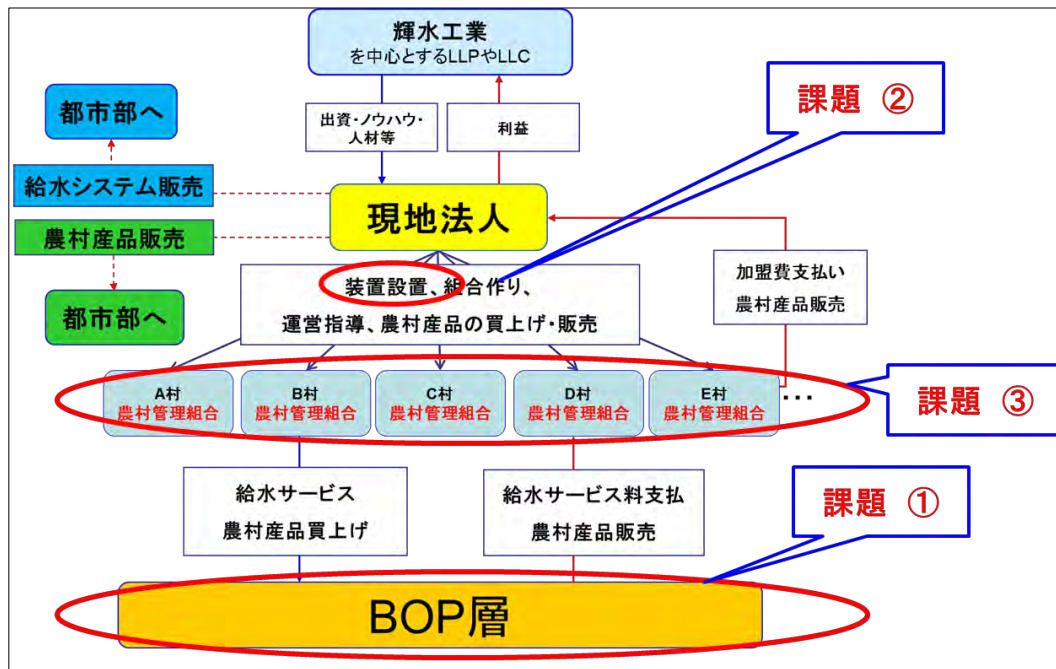 輝水工業
を中心とするLLPやLLC
課題 ②
都市部へ
出資・ノウハウ・
人材等
利益
給水システム販売
現地法人
農村産品販売
加盟費支払い
農村産品販売
装置設置、組合作り、
運営指導、農村産品の買上げ・販売
都市部へ
A村
農村管理組合
B村
農村管理組合
C村
農村管理組合
D村
農村管理組合
E村
農村管理組合
・・・
課題 ③
給水サービス
農村産品買上げ
給水サービス料支払
農村産品販売
課題 ①
BOP層